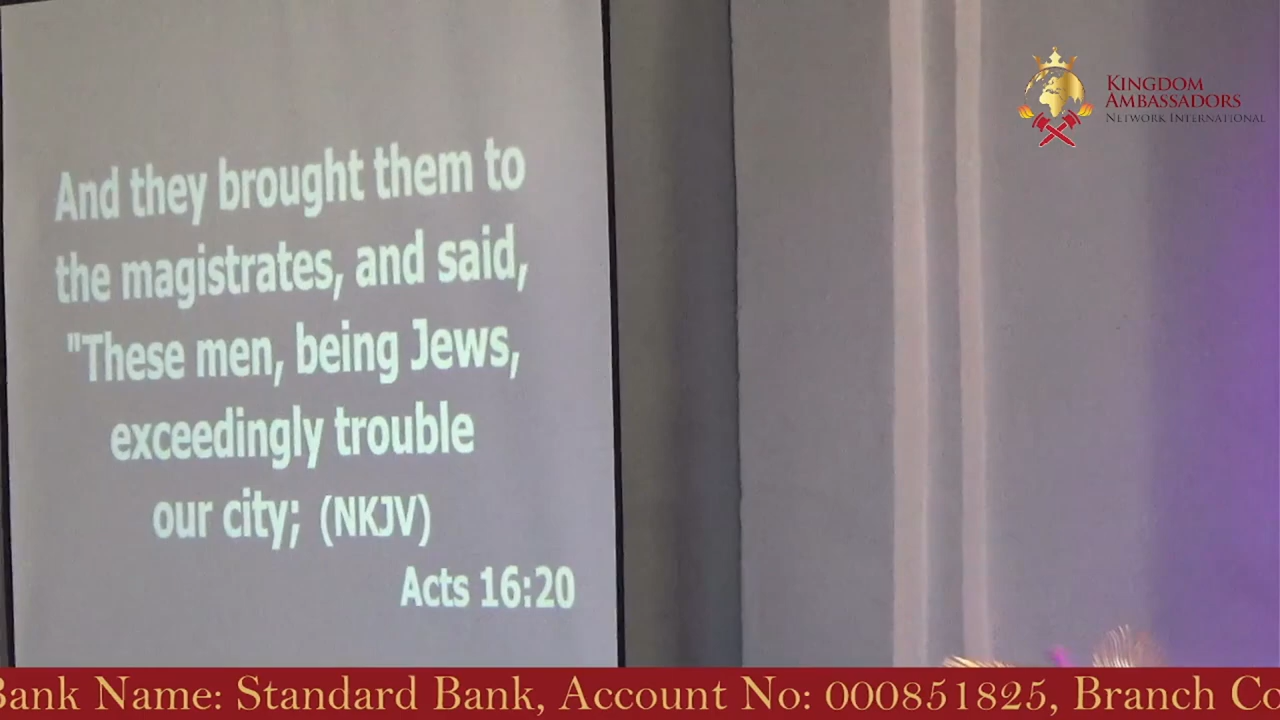 And they brought them to
the magistrates, and said,
"These men, being Jews,
exceedingly trouble
our city; (NKJV)
Acts 16:20
KINGDOM
AMBASSADORS
NETWORK INTERNATIONAL
Bank Name: Standard Bank, Account No: 000851825, Branch Co